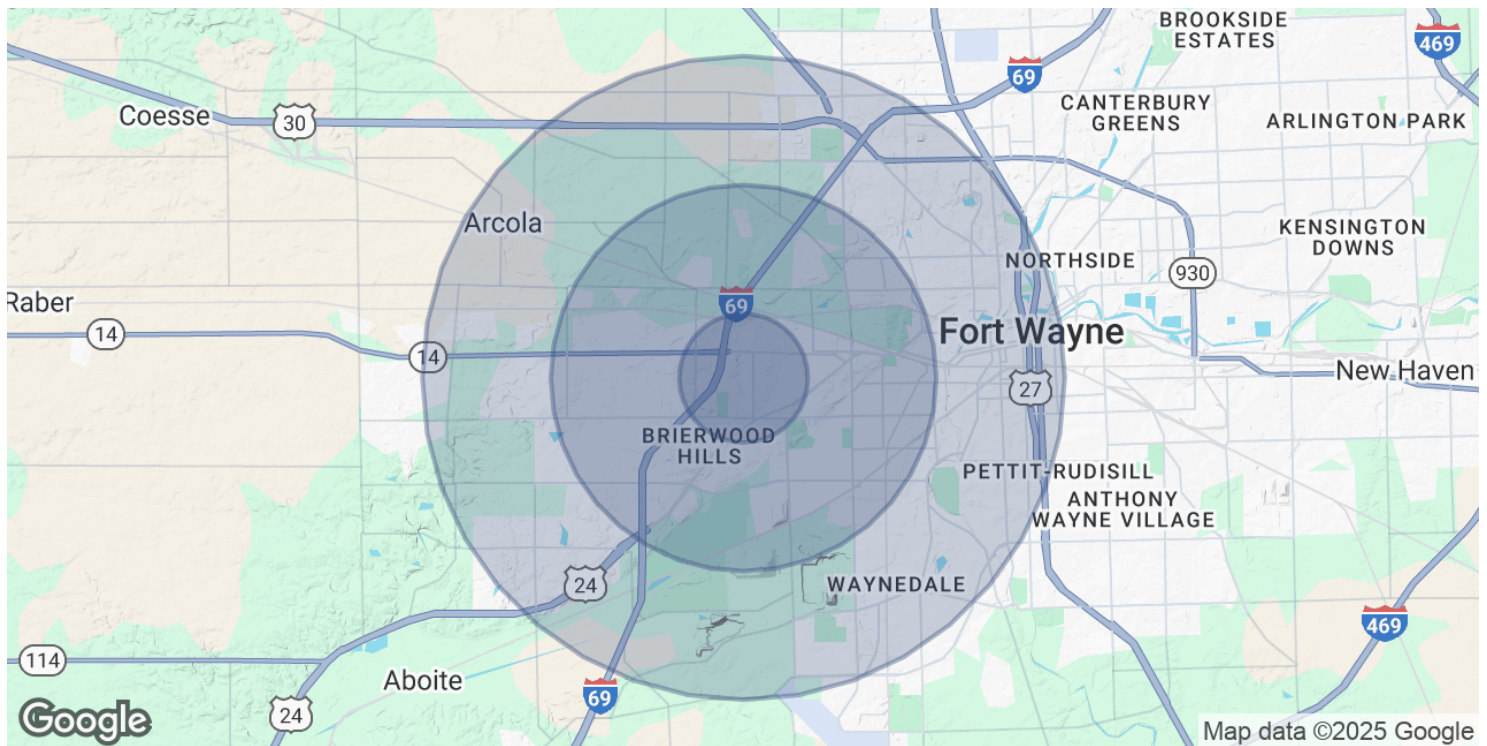 BROOKSIDE
ESTATES
469
69
CANTERBURY
GREENS
Coesse
30
ARLINGTON PARK
Arcola
KENSINGTON
DOWNS
NORTHSIDE
930
Raber
69
14
Fort Wayne
14
New Haven
27
BRIERWOOD
HILLS
PETTIT-RUDISILL
ANTHONY
WAYNE VILLAGE
24
WAYNEDALE
469
114
Aboite
69
24
Google
Map data ©2025 Google